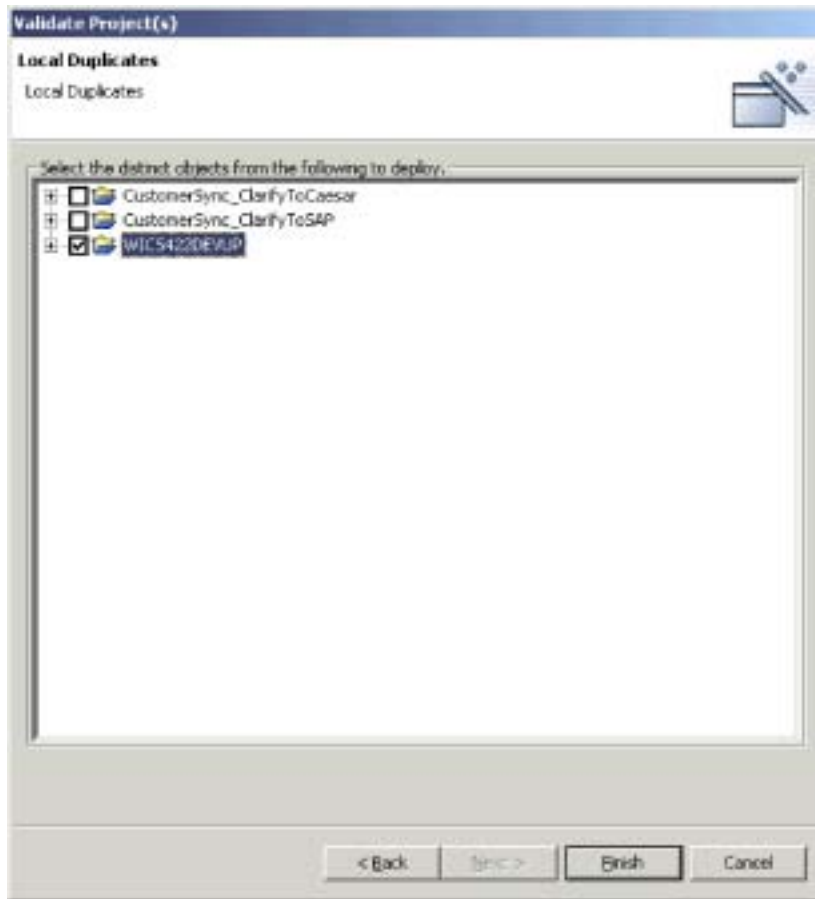 Validate Project(s)
Local Duplicates
Local Duplicates
Select the distinct objects from the following to deploy.
CustomerSync_ClarifyToCaesar
CustomerSync_ClarifyToSAP
WICS422DEVUP
< Back
Next >
Finish
Cancel